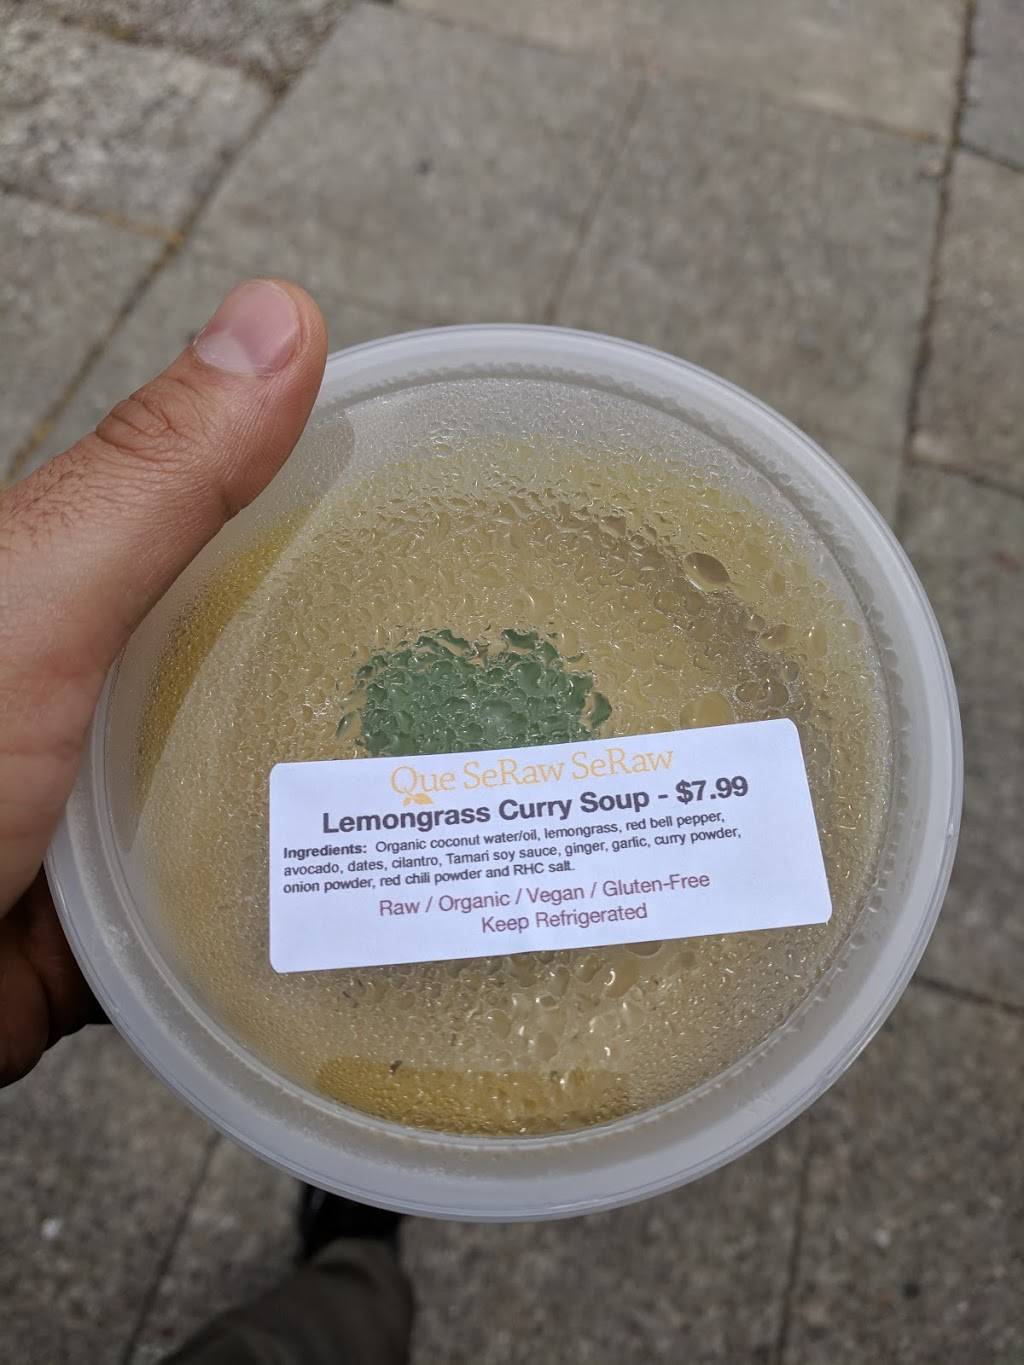 Que SeRaw SeRaw
Lemongrass Curry Soup - $7.99
Ingredients: Organic coconut water/oil, lemongrass, red bell pepper,
avocado, dates, cilantro, Tamari soy sauce, ginger, garlic, curry powder,
onion powder, red chili powder and RHC salt.
Raw / Organic / Vegan / Gluten-Free
Keep Refrigerated